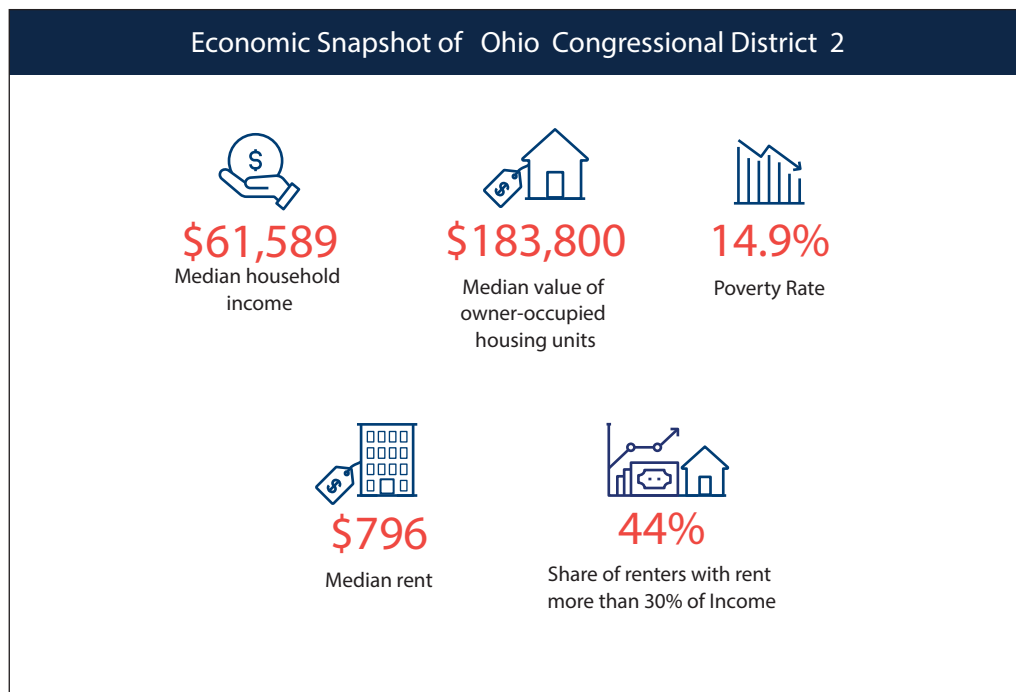 Economic Snapshot of Ohio Congressional District 2
$
$
$61,589
Median household
income
$183,800
Median value of
owner-occupied
housing units
14.9%
Poverty Rate
$
$796
Median rent
44%
Share of renters with rent
more than 30% of Income